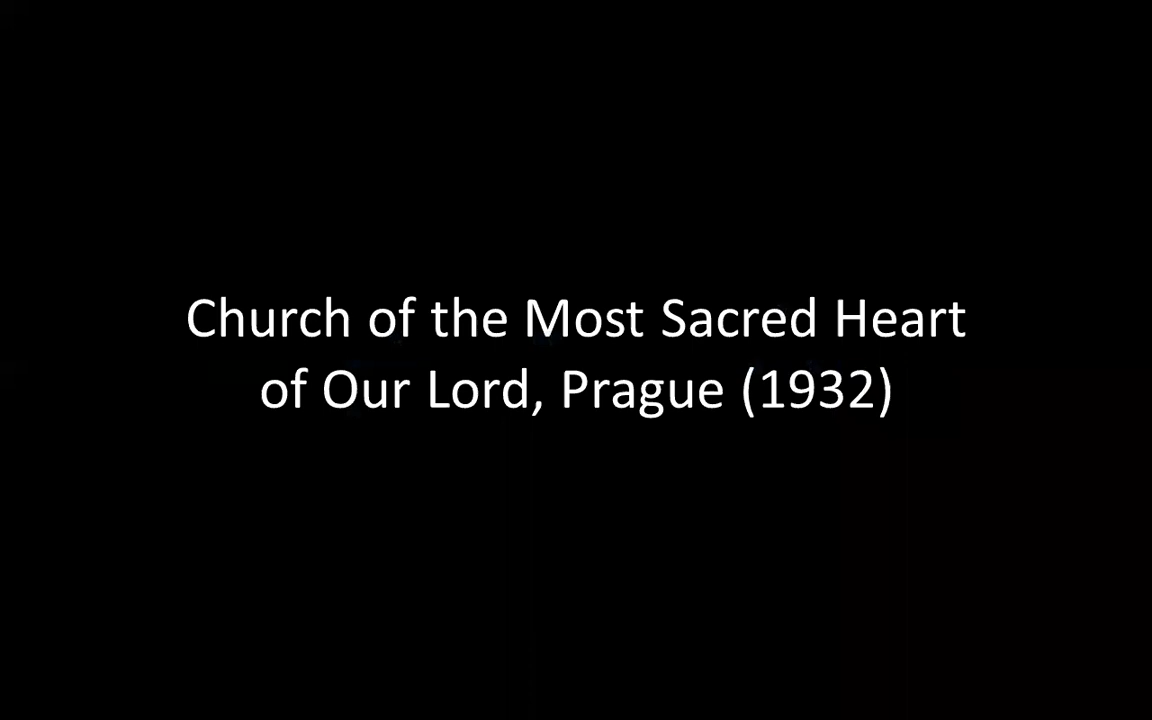 Church of the Most Sacred Heart
of Our Lord, Prague (1932)